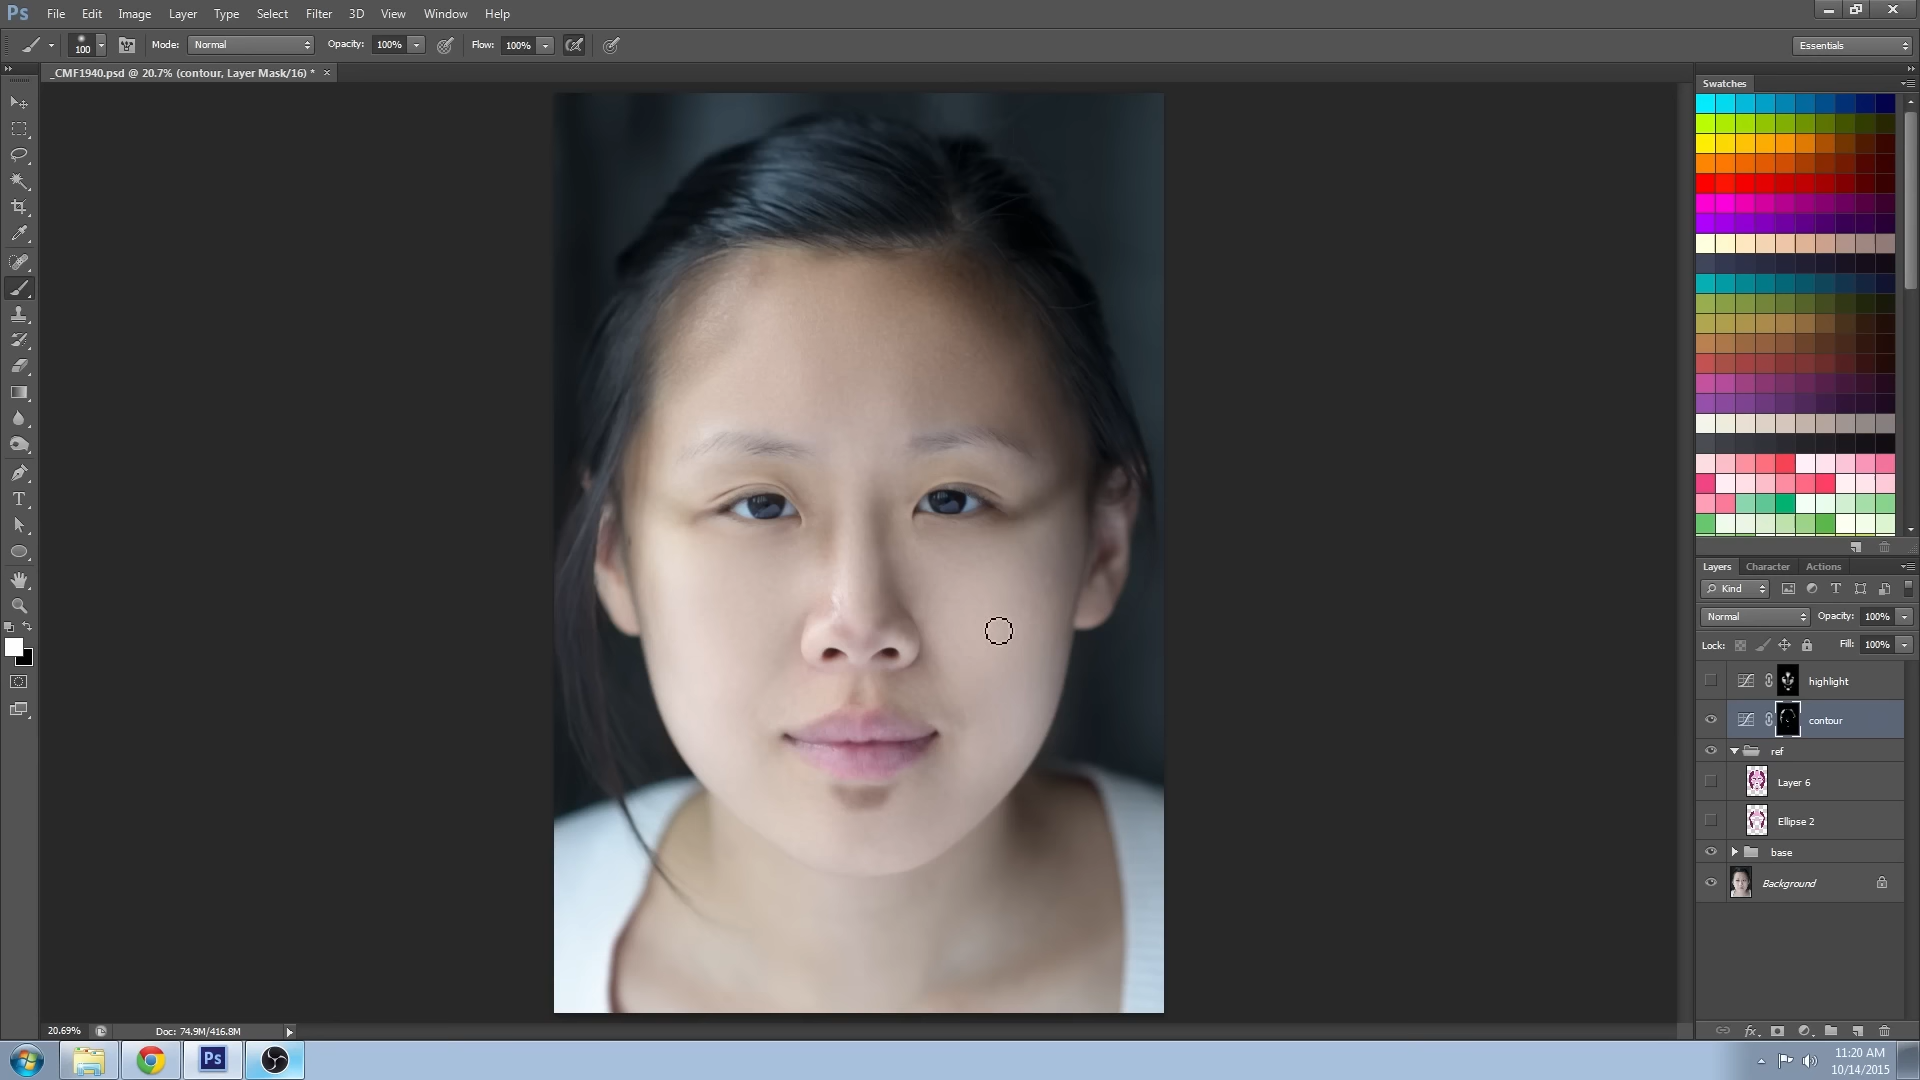 Ps File Edit Image Layer Type Select Filter 3D View Window Help
100 Mode: Normal Opacity: 100% Flow: 100% Essentials
_CMF1940.psd @ 20.7% (contour, Layer Mask/16) * ×
Swatches
Layers Character Actions
Kind T
Normal Opacity: 100%
Lock: Fill: 100%
highlight
contour
ref
Layer 6
Ellipse 2
base
Background
fx
20.69% Doc: 74.9M/416.8M
Ps
11:20 AM
10/14/2015